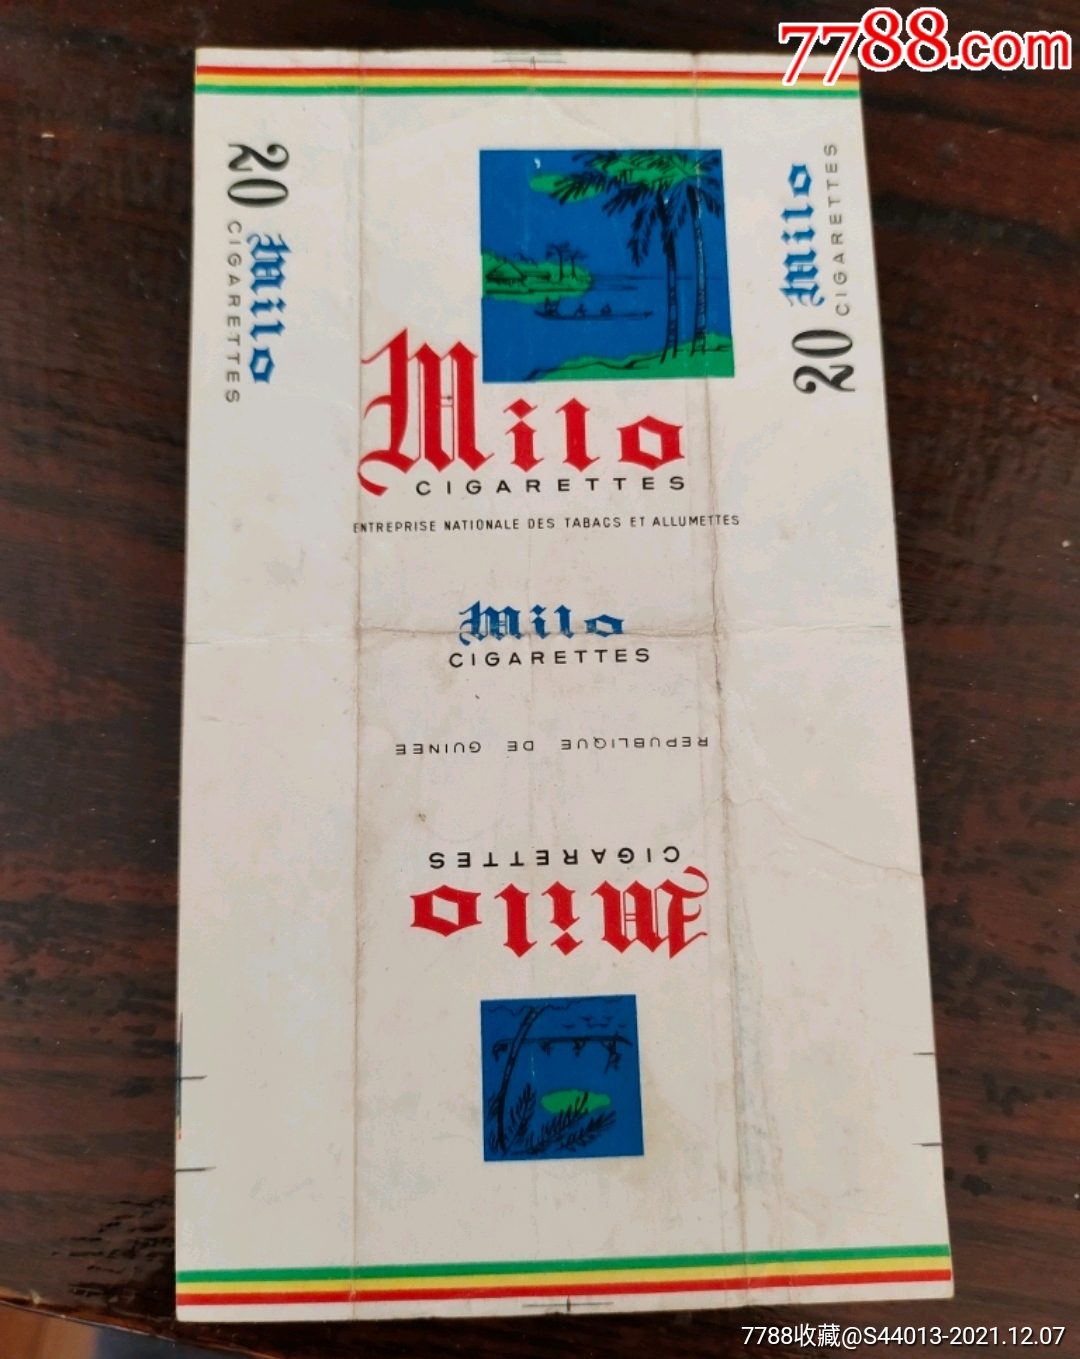 7788.com
20
Milo
CIGARETTES
20
Milo
CIGARETTES
Milo
CIGARETTES
ENTREPRISE NATIONALE DES TABACS ET ALLUMETTES
Milo
CIGARETTES
REPUBLIQUE DE GUINEE
CIGARETTES
Milo
7788收藏@S44013-2021.12.07